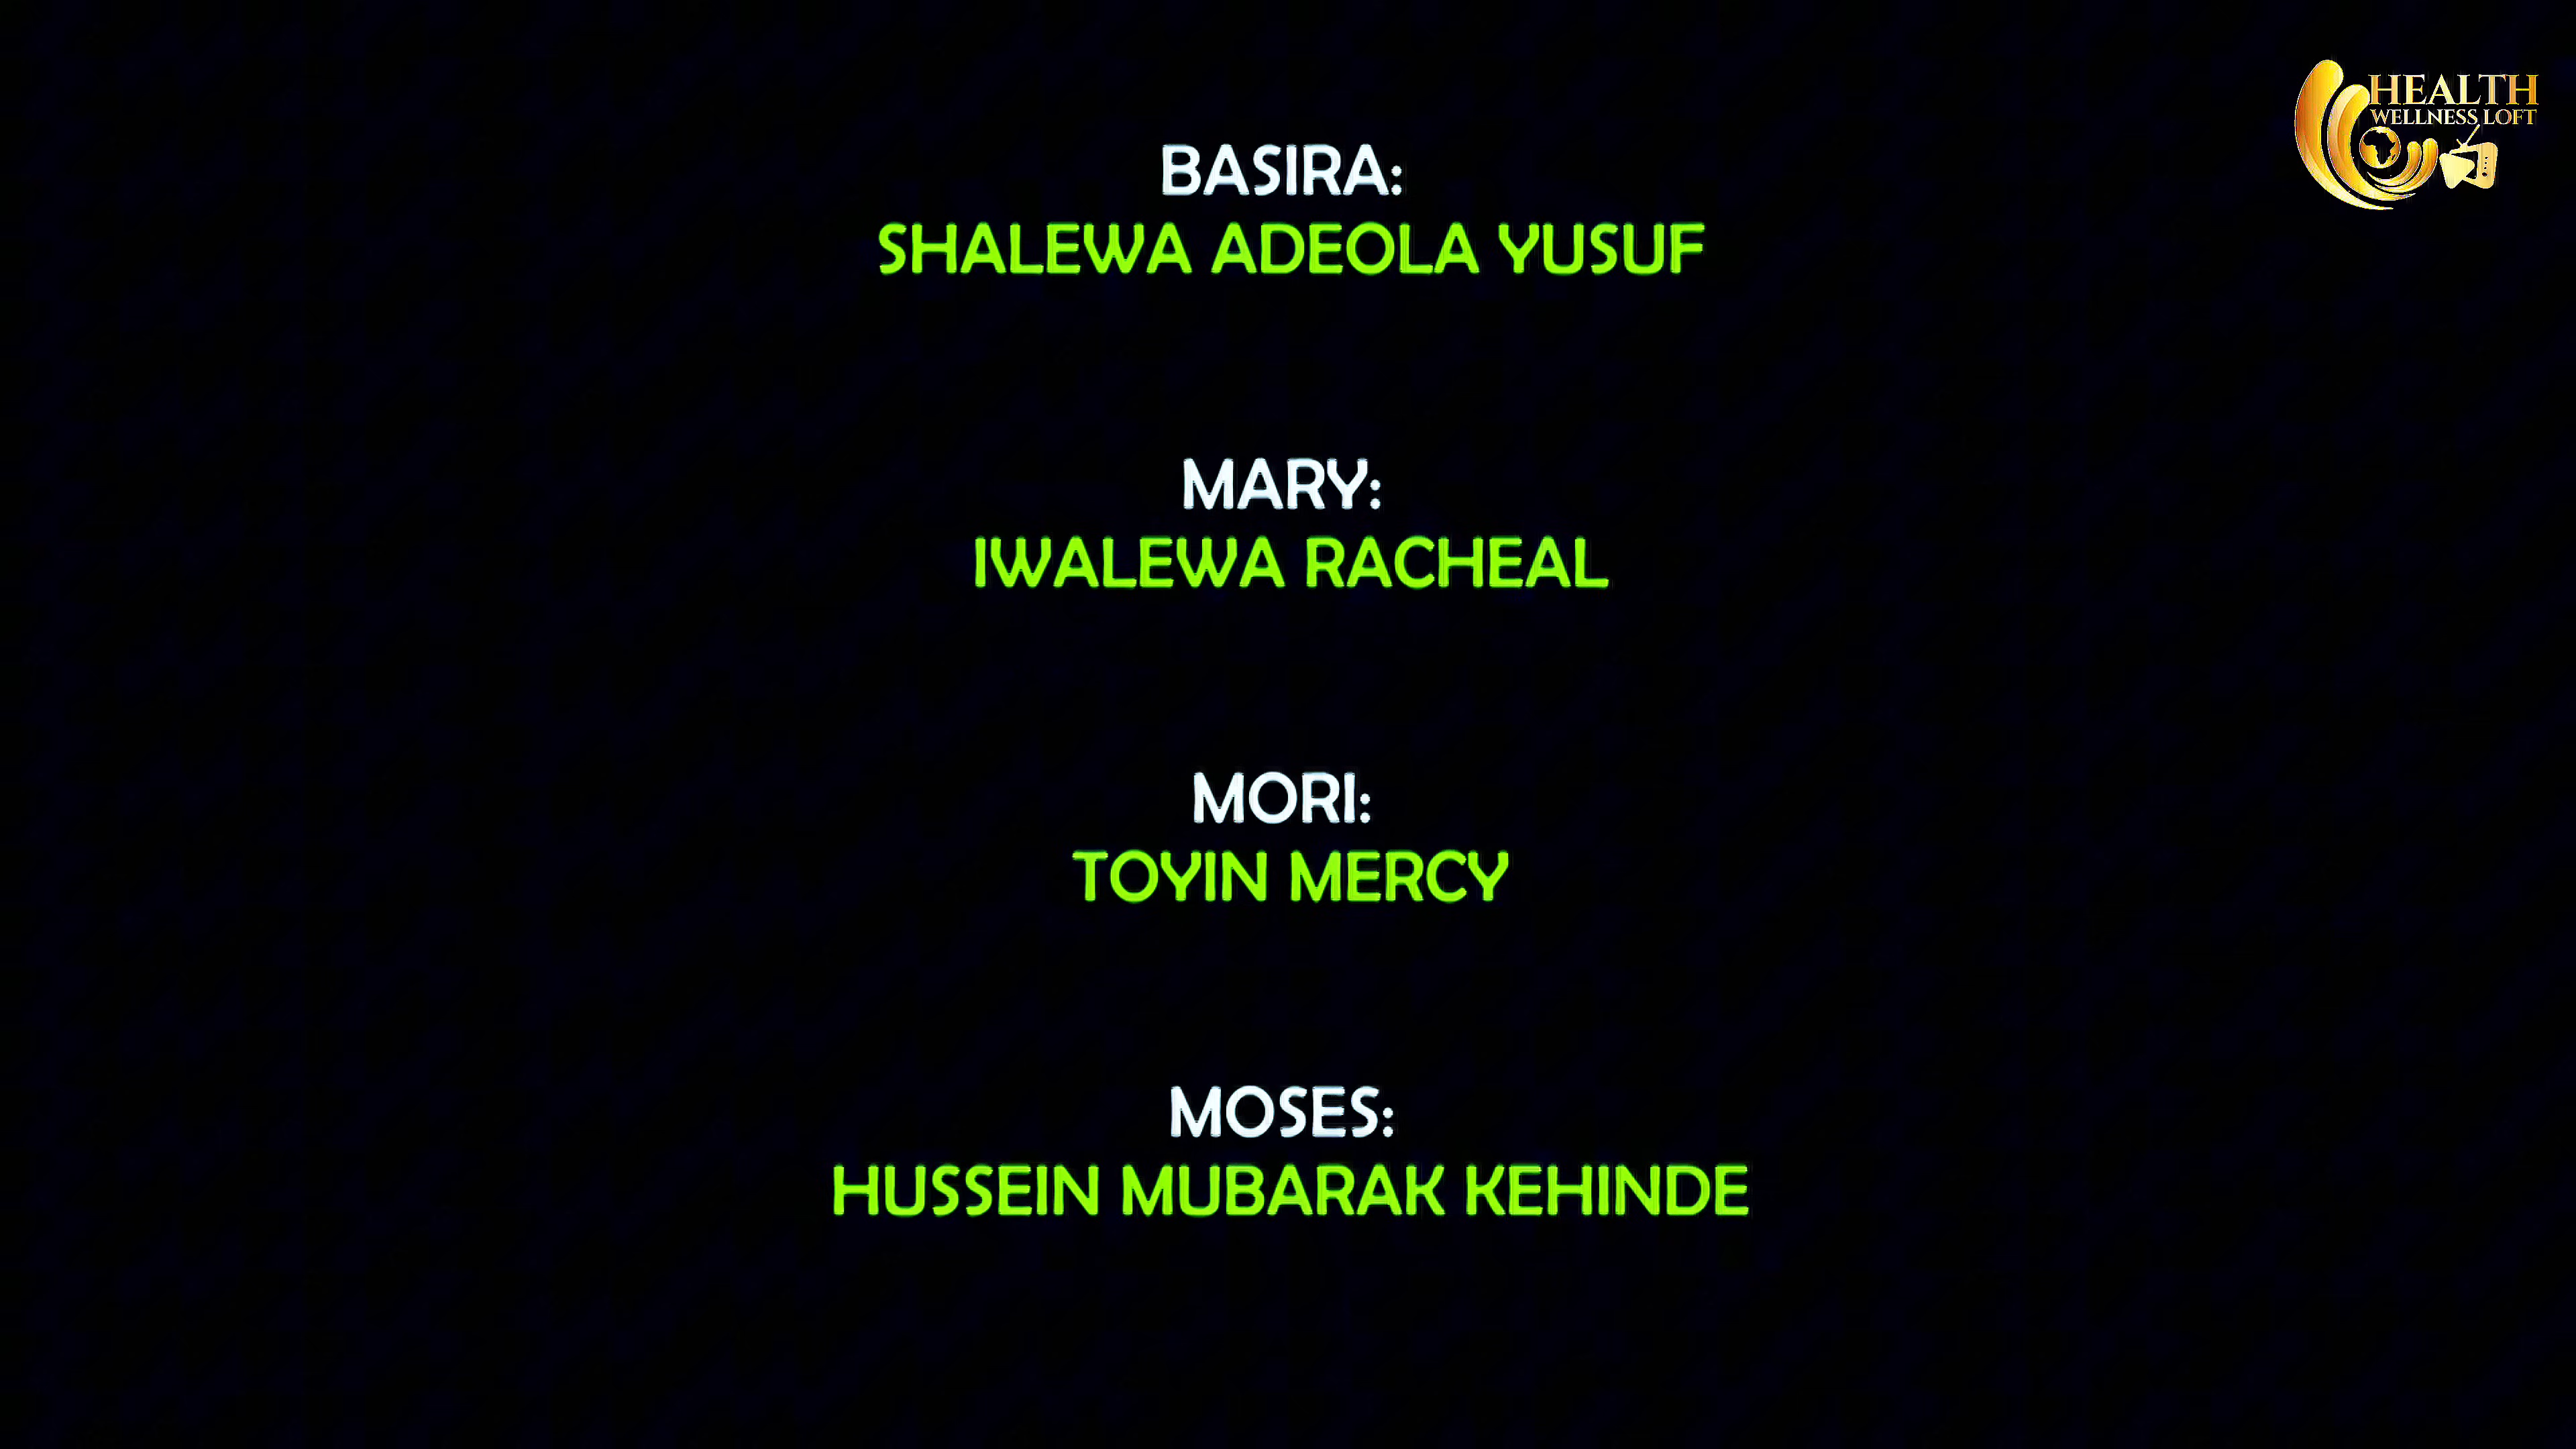 HEALTH
WELLNESS LOFT
BASIRA:
SHALEWA ADEOLA YUSUF
MARY:
IWALEWA RACHEAL
MORI:
TOYIN MERCY
MOSES:
HUSSEIN MUBARAK KEHINDE